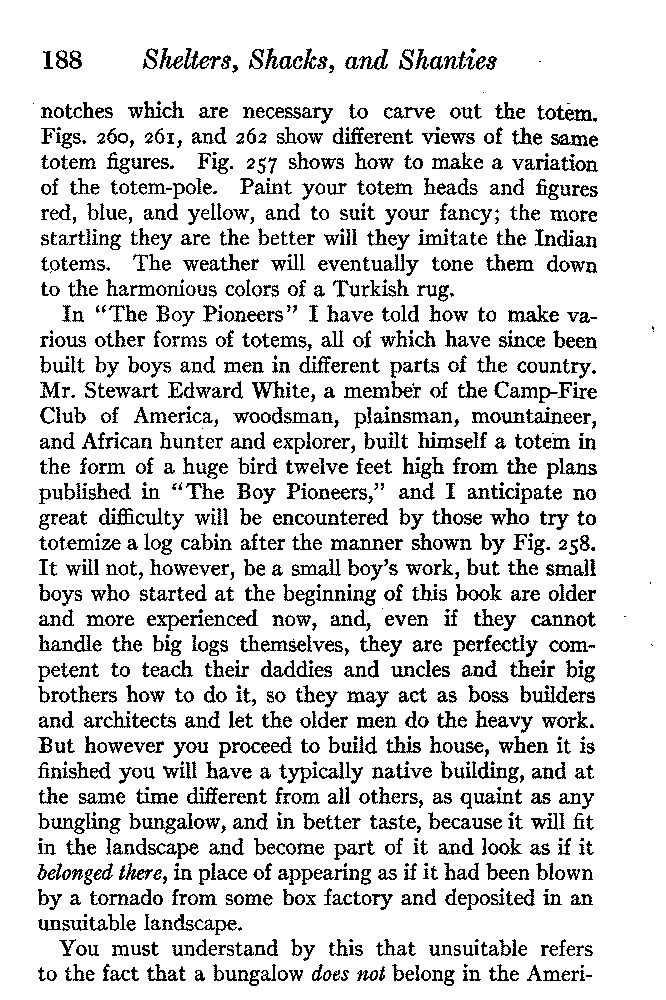 188 Shelters, Shacks, and Shanties
notches which are necessary to carve out the totem.
Figs. 260, 261, and 262 show different views of the same
totem figures. Fig. 257 shows how to make a variation
of the totem-pole. Paint your totem heads and figures
red, blue, and yellow, and to suit your fancy; the more
startling they are the better will they imitate the Indian
totems. The weather will eventually tone them down
to the harmonious colors of a Turkish rug.
In "The Boy Pioneers" I have told how to make va-
rious other forms of totems, all of which have since been
built by boys and men in different parts of the country.
Mr. Stewart Edward White, a member of the Camp-Fire
Club of America, woodsman, plainsman, mountaineer,
and African hunter and explorer, built himself a totem in
the form of a huge bird twelve feet high from the plans
published in "The Boy Pioneers," and I anticipate no
great difficulty will be encountered by those who try to
totemize a log cabin after the manner shown by Fig. 258.
It will not, however, be a small boy's work, but the small
boys who started at the beginning of this book are older
and more experienced now, and, even if they cannot
handle the big logs themselves, they are perfectly com-
petent to teach their daddies and uncles and their big
brothers how to do it, so they may act as boss builders
and architects and let the older men do the heavy work.
But however you proceed to build this house, when it is
finished you will have a typically native building, and at
the same time different from all others, as quaint as any
bungling bungalow, and in better taste, because it will fit
in the landscape and become part of it and look as if it
belonged there, in place of appearing as if it had been blown
by a tornado from some box factory and deposited in an
unsuitable landscape.
You must understand by this that unsuitable refers
to the fact that a bungalow does not belong in the Ameri-